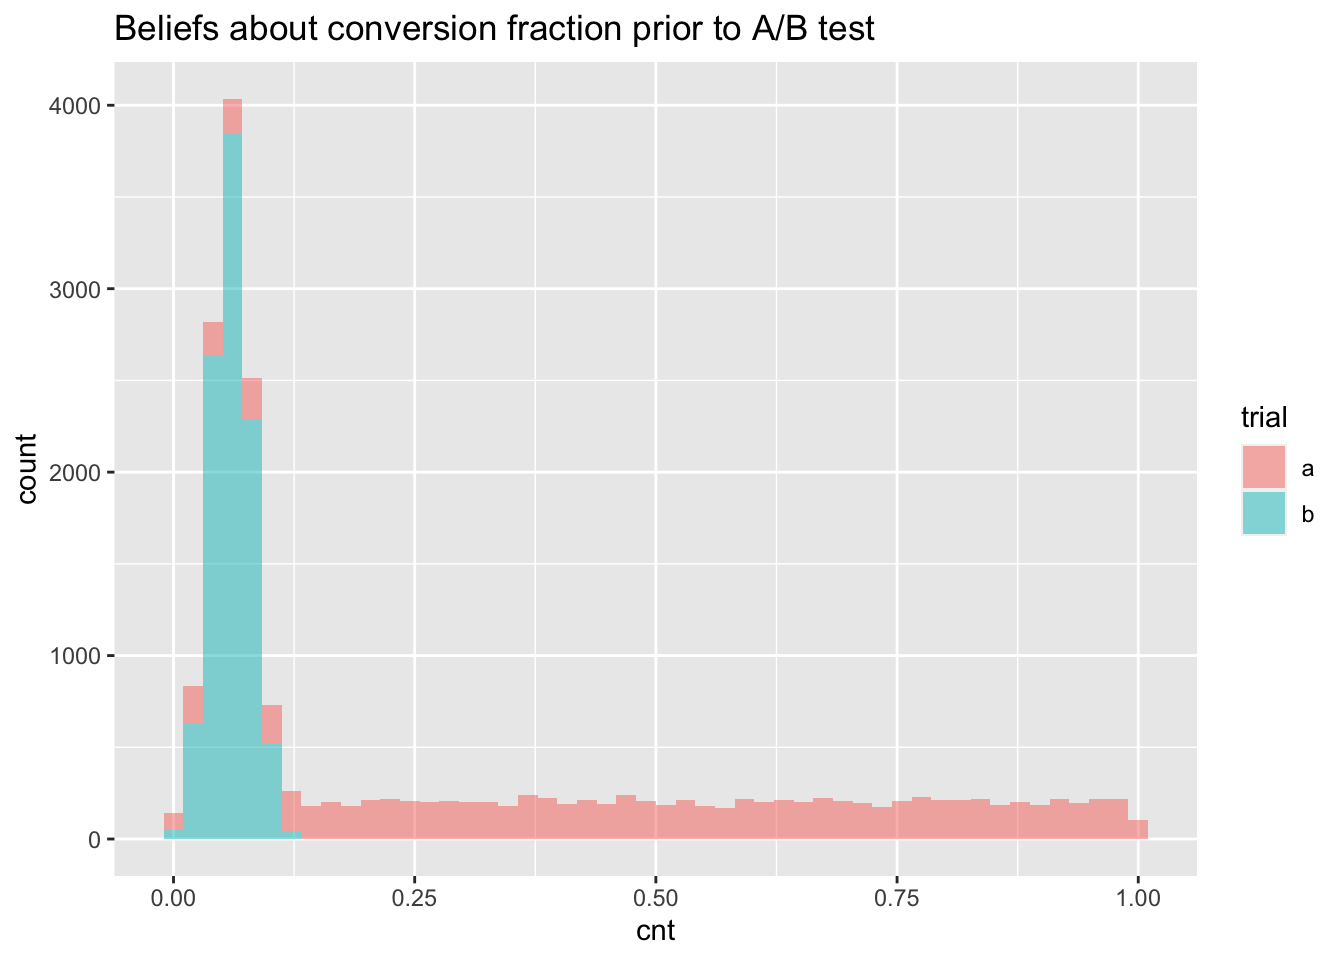 Beliefs about conversion fraction prior to A/B test
4000
3000
2000
1000
0
count
0.00 0.25 0.50 0.75 1.00
cnt
trial
a
b